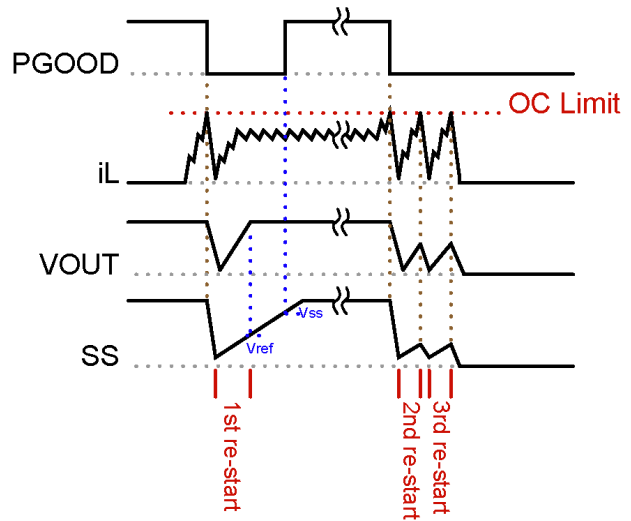 PGOOD
OC Limit
iL
VOUT
Vss
SS
Vref
1st re-start
2nd re-start
3rd re-start